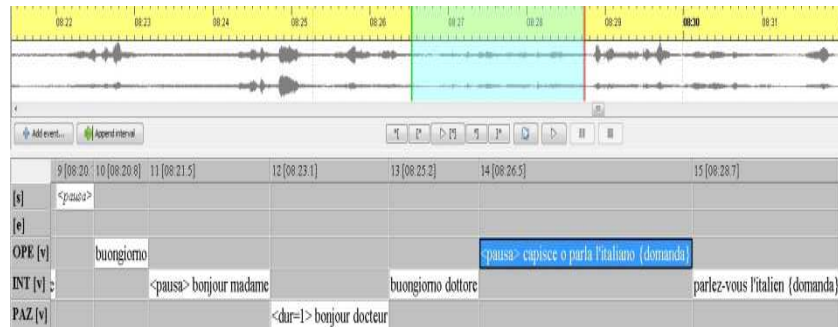 08:22 08:23 08:24 08:25 08:26 08:27 08:28 08:29 08:30 08:31
Add event... Append interval
9 [08:20 10 [08:20.8] 11 [08:21.5] 12 [08:23.1] 13 [08:25.2] 14 [08:26.5] 15 [08:28.7]
[s] <pausa>
[e]
OPE [v] buongiorno <pausa> capisce o parla l'italiano {domanda}
INT [v] <pausa> bonjour madame buongiorno dottore parlez-vous l'italien {domanda}
PAZ [v] <dur=1> bonjour docteur